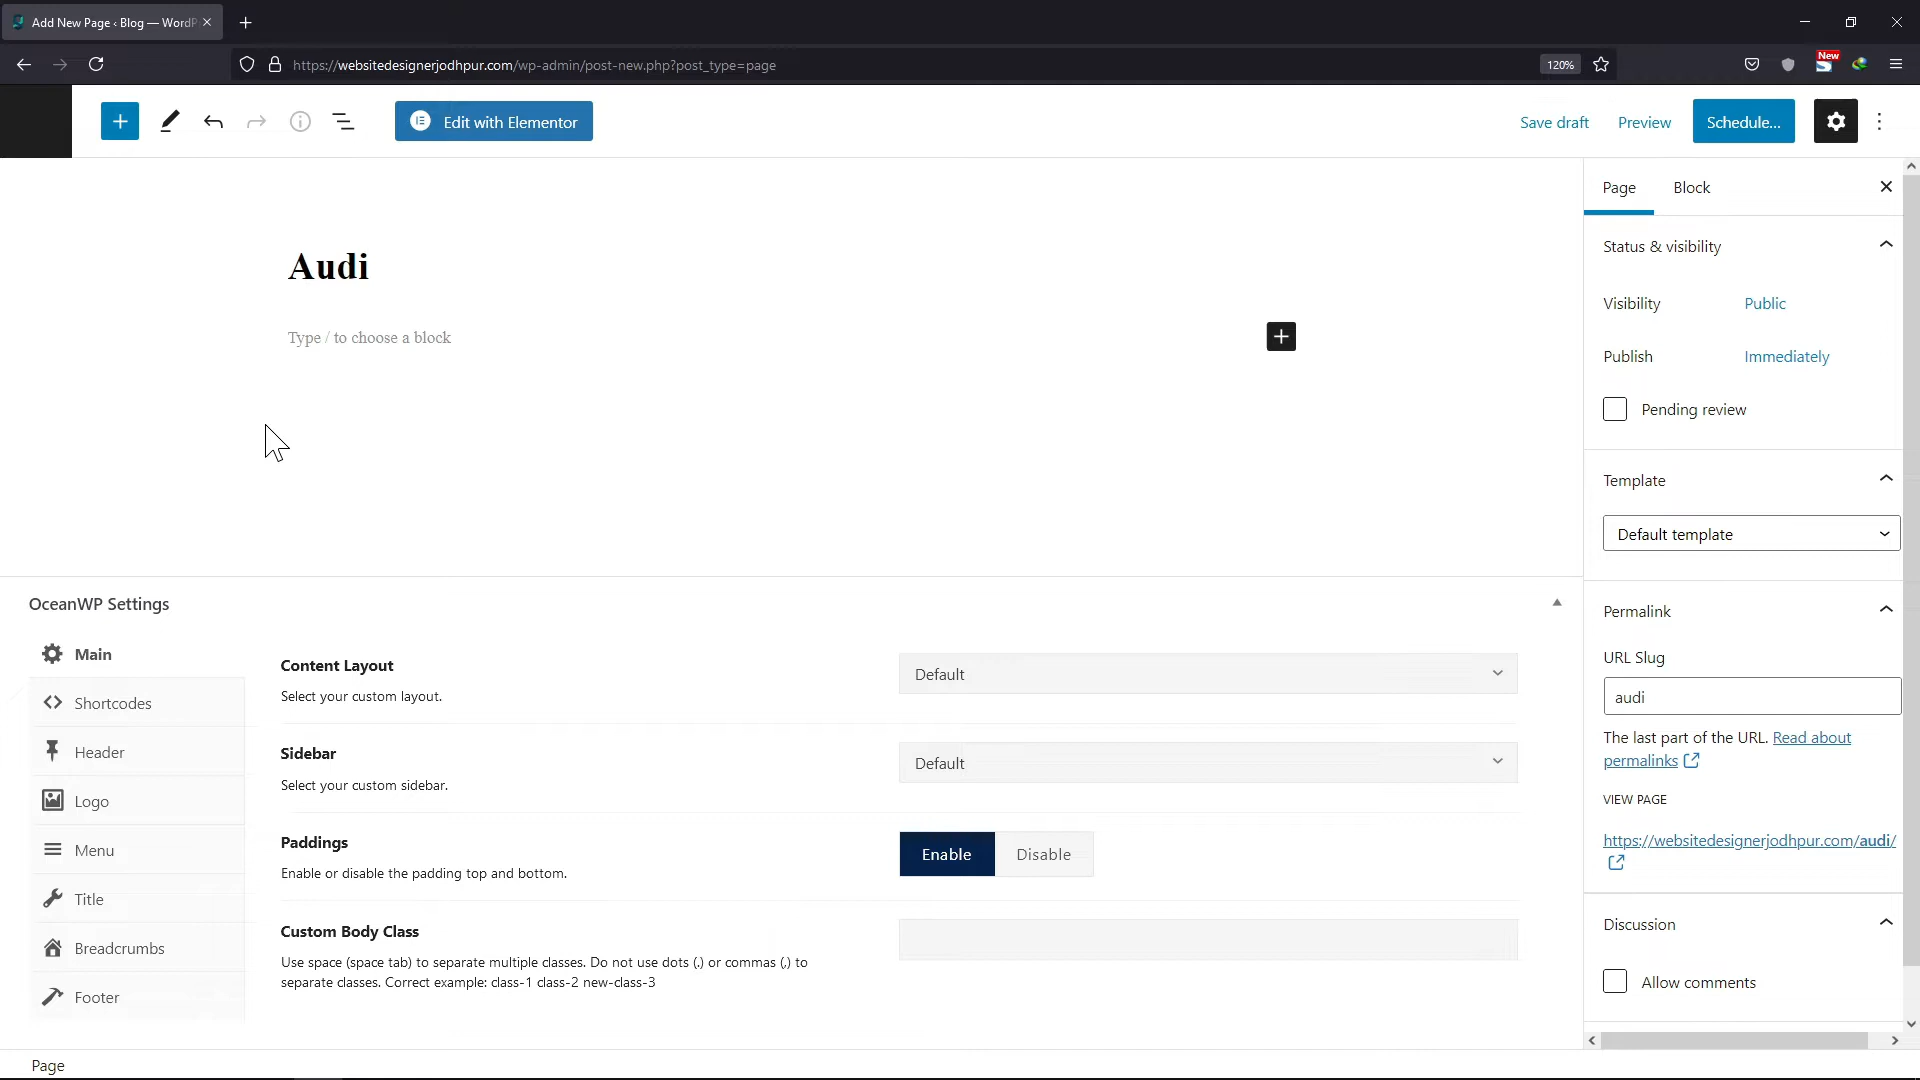 Add New Page ‹ Blog — WordP
https://websitedesignerjodhpur.com/wp-admin/post-new.php?post_type=page
120%
New
Edit with Elementor
Save draft
Preview
Schedule...
Page
Block
Audi
Type / to choose a block
Status & visibility
Visibility
Public
Publish
Immediately
Pending review
Template
Default template
Permalink
URL Slug
audi
The last part of the URL. Read about
permalinks
VIEW PAGE
https://websitedesignerjodhpur.com/audi/
Discussion
Allow comments
OceanWP Settings
Main
Shortcodes
Header
Logo
Menu
Title
Breadcrumbs
Footer
Content Layout
Select your custom layout.
Default
Sidebar
Select your custom sidebar.
Default
Paddings
Enable or disable the padding top and bottom.
Enable
Disable
Custom Body Class
Use space (space tab) to separate multiple classes. Do not use dots (.) or commas (,) to
separate classes. Correct example: class-1 class-2 new-class-3
Page